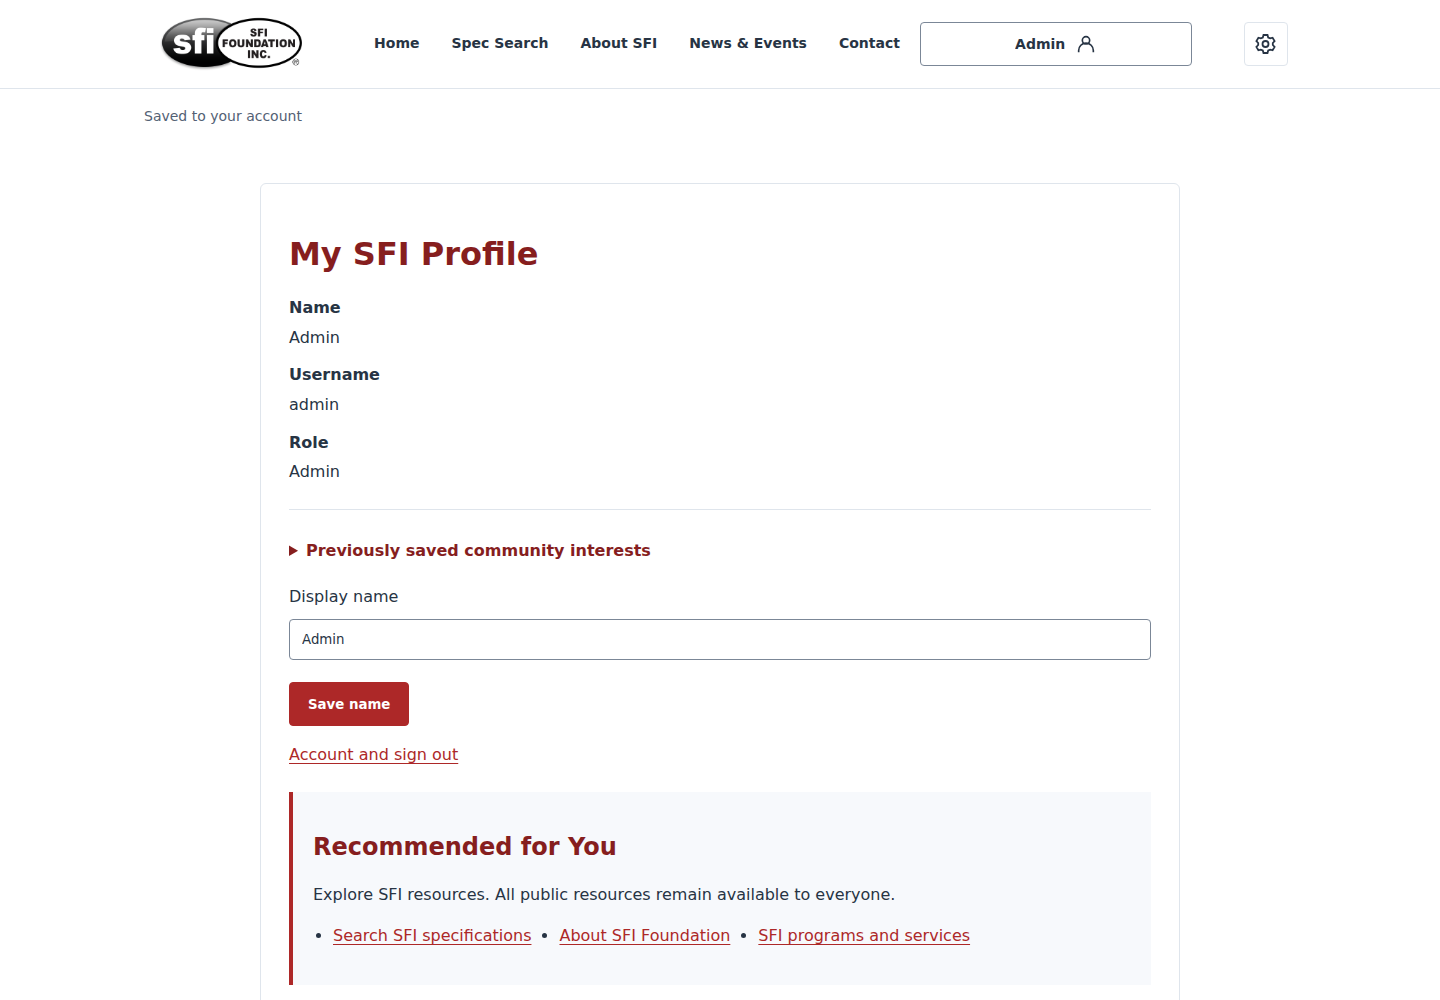 sfi
SFI
FOUNDATION
INC.
®
Home
Spec Search
About SFI
News & Events
Contact
Admin
Saved to your account
My SFI Profile
Name
Admin
Username
admin
Role
Admin
Previously saved community interests
Display name
Admin
Save name
Account and sign out
Recommended for You
Explore SFI resources. All public resources remain available to everyone.
• Search SFI specifications • About SFI Foundation • SFI programs and services